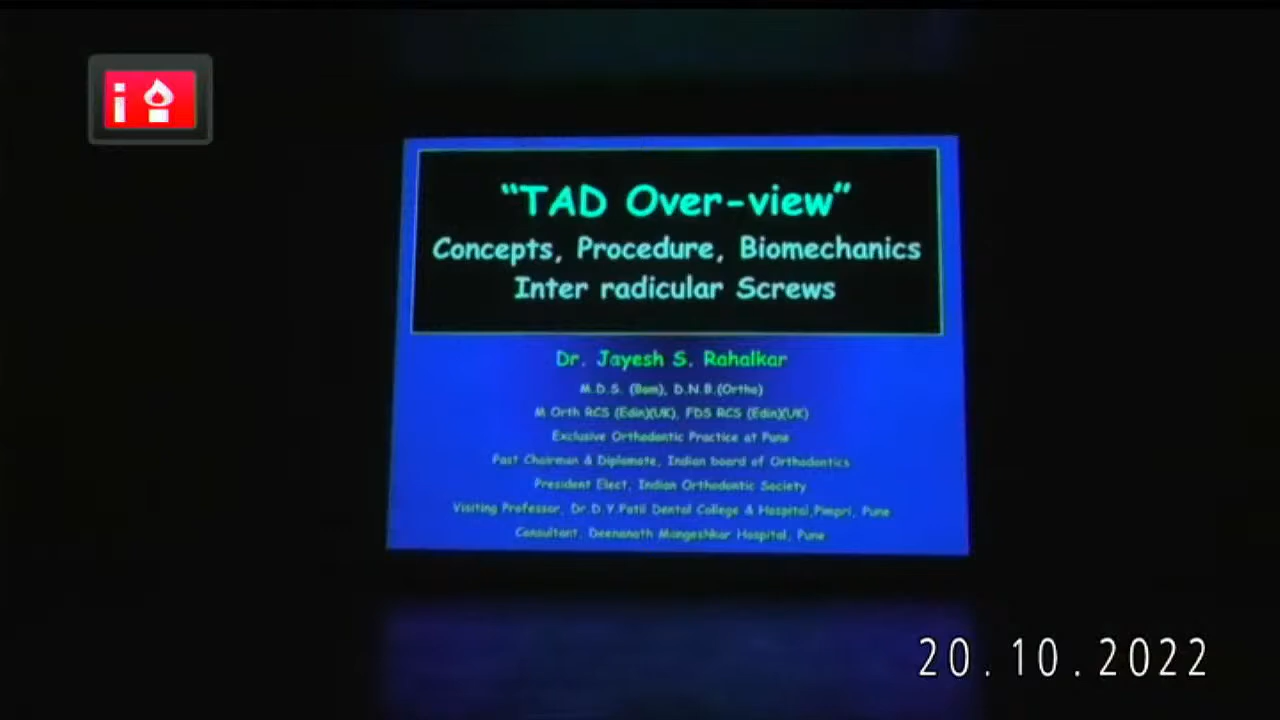 “TAD Over-view”
Concepts, Procedure, Biomechanics
Inter radicular Screws
Dr. Jayesh S. Rahalkar
M.D.S. (Bom), D.N.B.(Ortho)
M Orth RCS (Edin)(UK), FDS RCS (Edin)(UK)
Exclusive Orthodontic Practice at Pune
Past Chairman & Diplomate, Indian board of Orthodontics
President Elect, Indian Orthodontic Society
Visiting Professor, Dr.D.Y.Patil Dental College & Hospital,Pimpri, Pune
Consultant, Deenanath Mangeshkar Hospital, Pune
20.10.2022